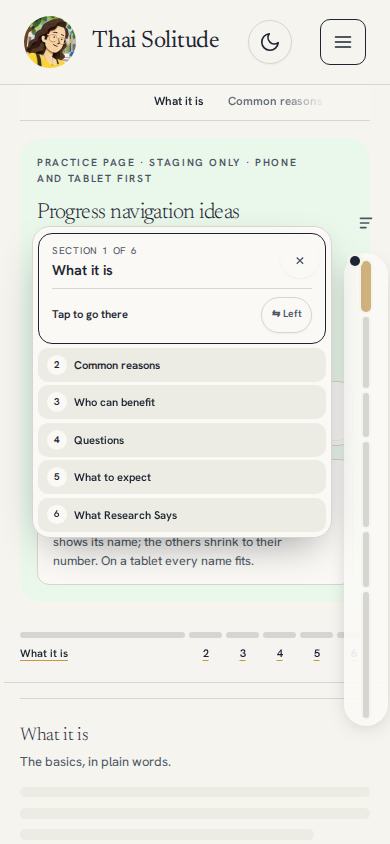 Thai Solitude
What it is Common reasons
PRACTICE PAGE · STAGING ONLY · PHONE
AND TABLET FIRST
Progress navigation ideas
SECTION 1 OF 6
What it is
×
Tap to go there
⇆ Left
2 Common reasons
3 Who can benefit
4 Questions
5 What to expect
6 What Research Says
shows its name; the others shrink to their
number. On a tablet every name fits.
What it is 2 3 4 5 6
What it is
The basics, in plain words.